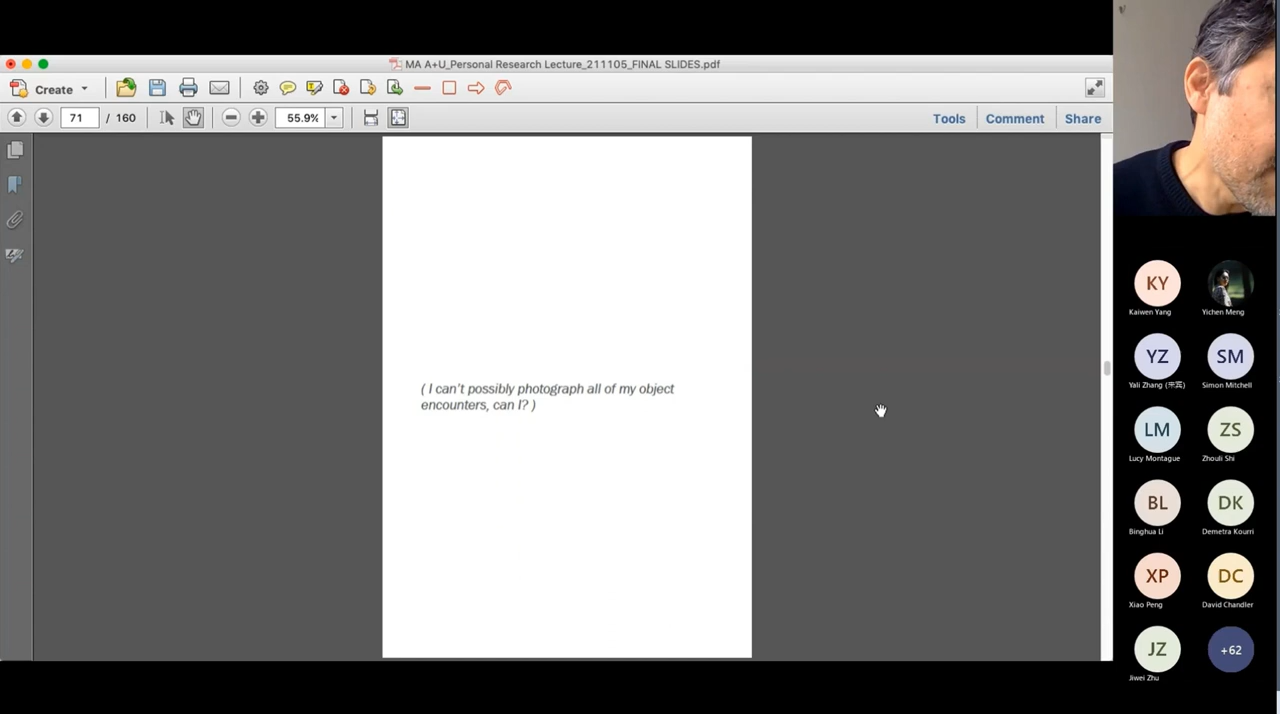 MA A+U_Personal Research Lecture_211105_FINAL SLIDES.pdf
Create
71 / 160
55.9%
Tools
Comment
Share
( I can't possibly photograph all of my object
encounters, can I? )
KY
Kaiwen Yang
Yichen Meng
YZ
SM
Simon Mitchell
LM
Lucy Montague
ZS
Zhouli Shi
BL
Binghua Li
DK
Demetra Kourri
XP
Xiao Peng
DC
David Chandler
JZ
Jiwei Zhu
+62